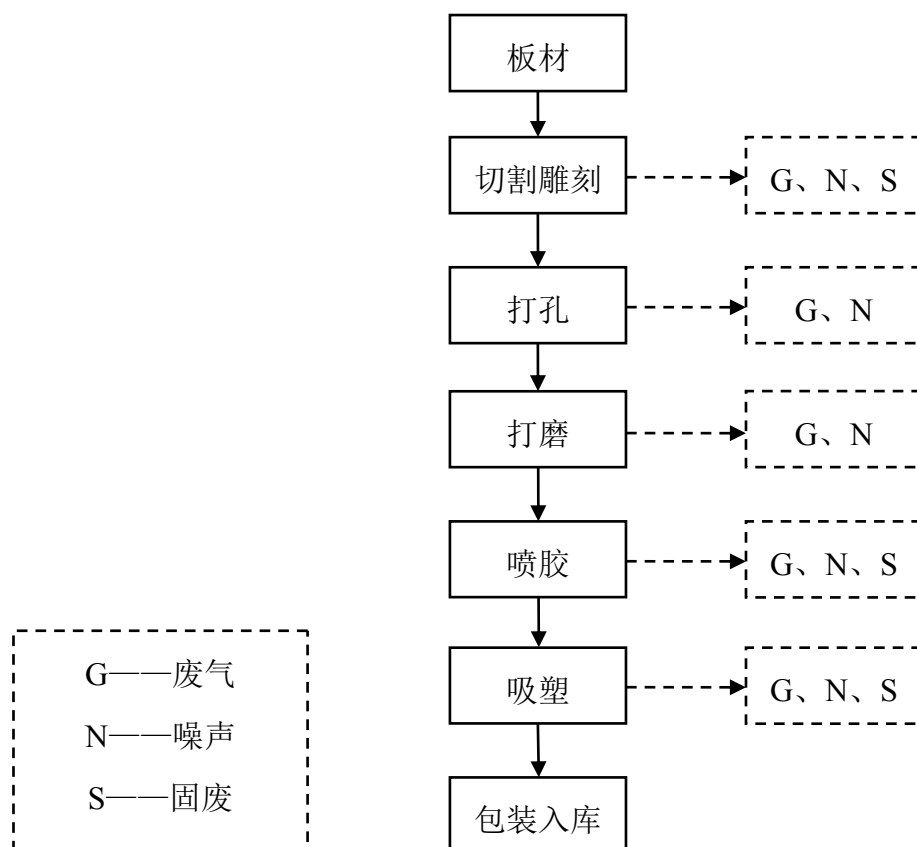 板材
切割雕刻
G、N、S
打孔
G、N
打磨
G、N
喷胶
G、N、S
吸塑
G、N、S
包装入库
G——废气
N——噪声
S——固废